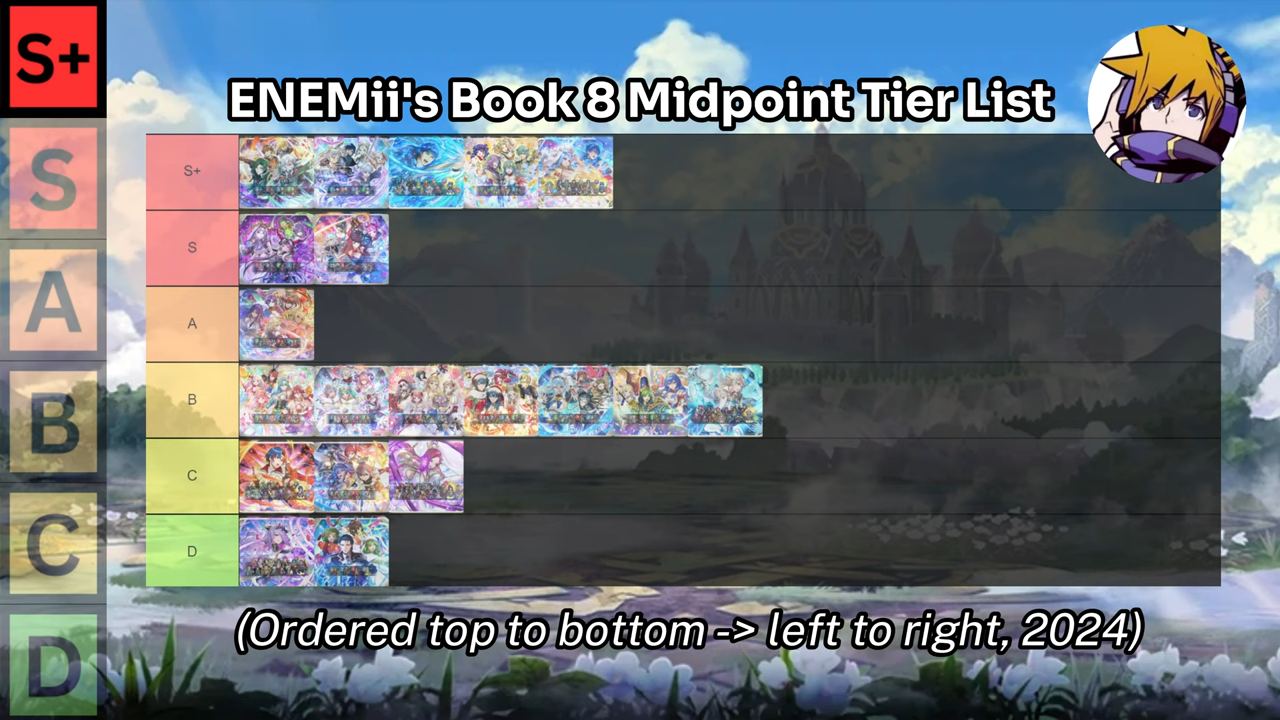 S+
S
A
B
C
D
ENEMii's Book 8 Midpoint Tier List
S+
S
A
B
C
D
(Ordered top to bottom -> left to right, 2024)